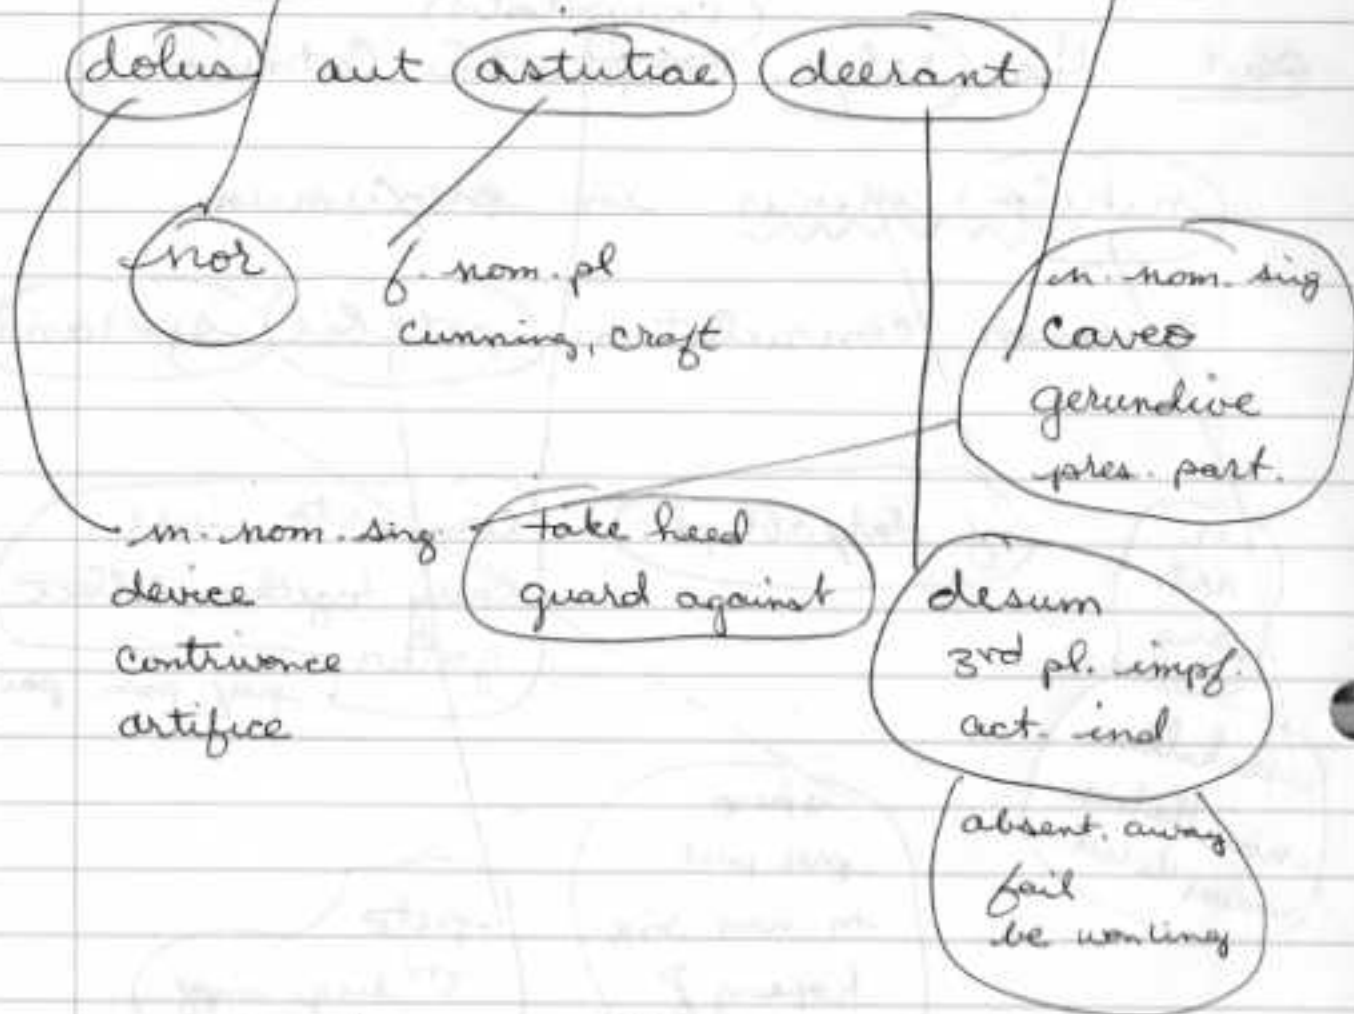 dolus aut astutiae deerant
nor
f. nom. pl
cunning, craft
n. nom. sing
caveo
gerundive
pres. part.
m. nom. sing.
device
contrivance
artifice
take heed
guard against
desum
3rd pl. impf.
act. ind
absent, away
fail
be wanting